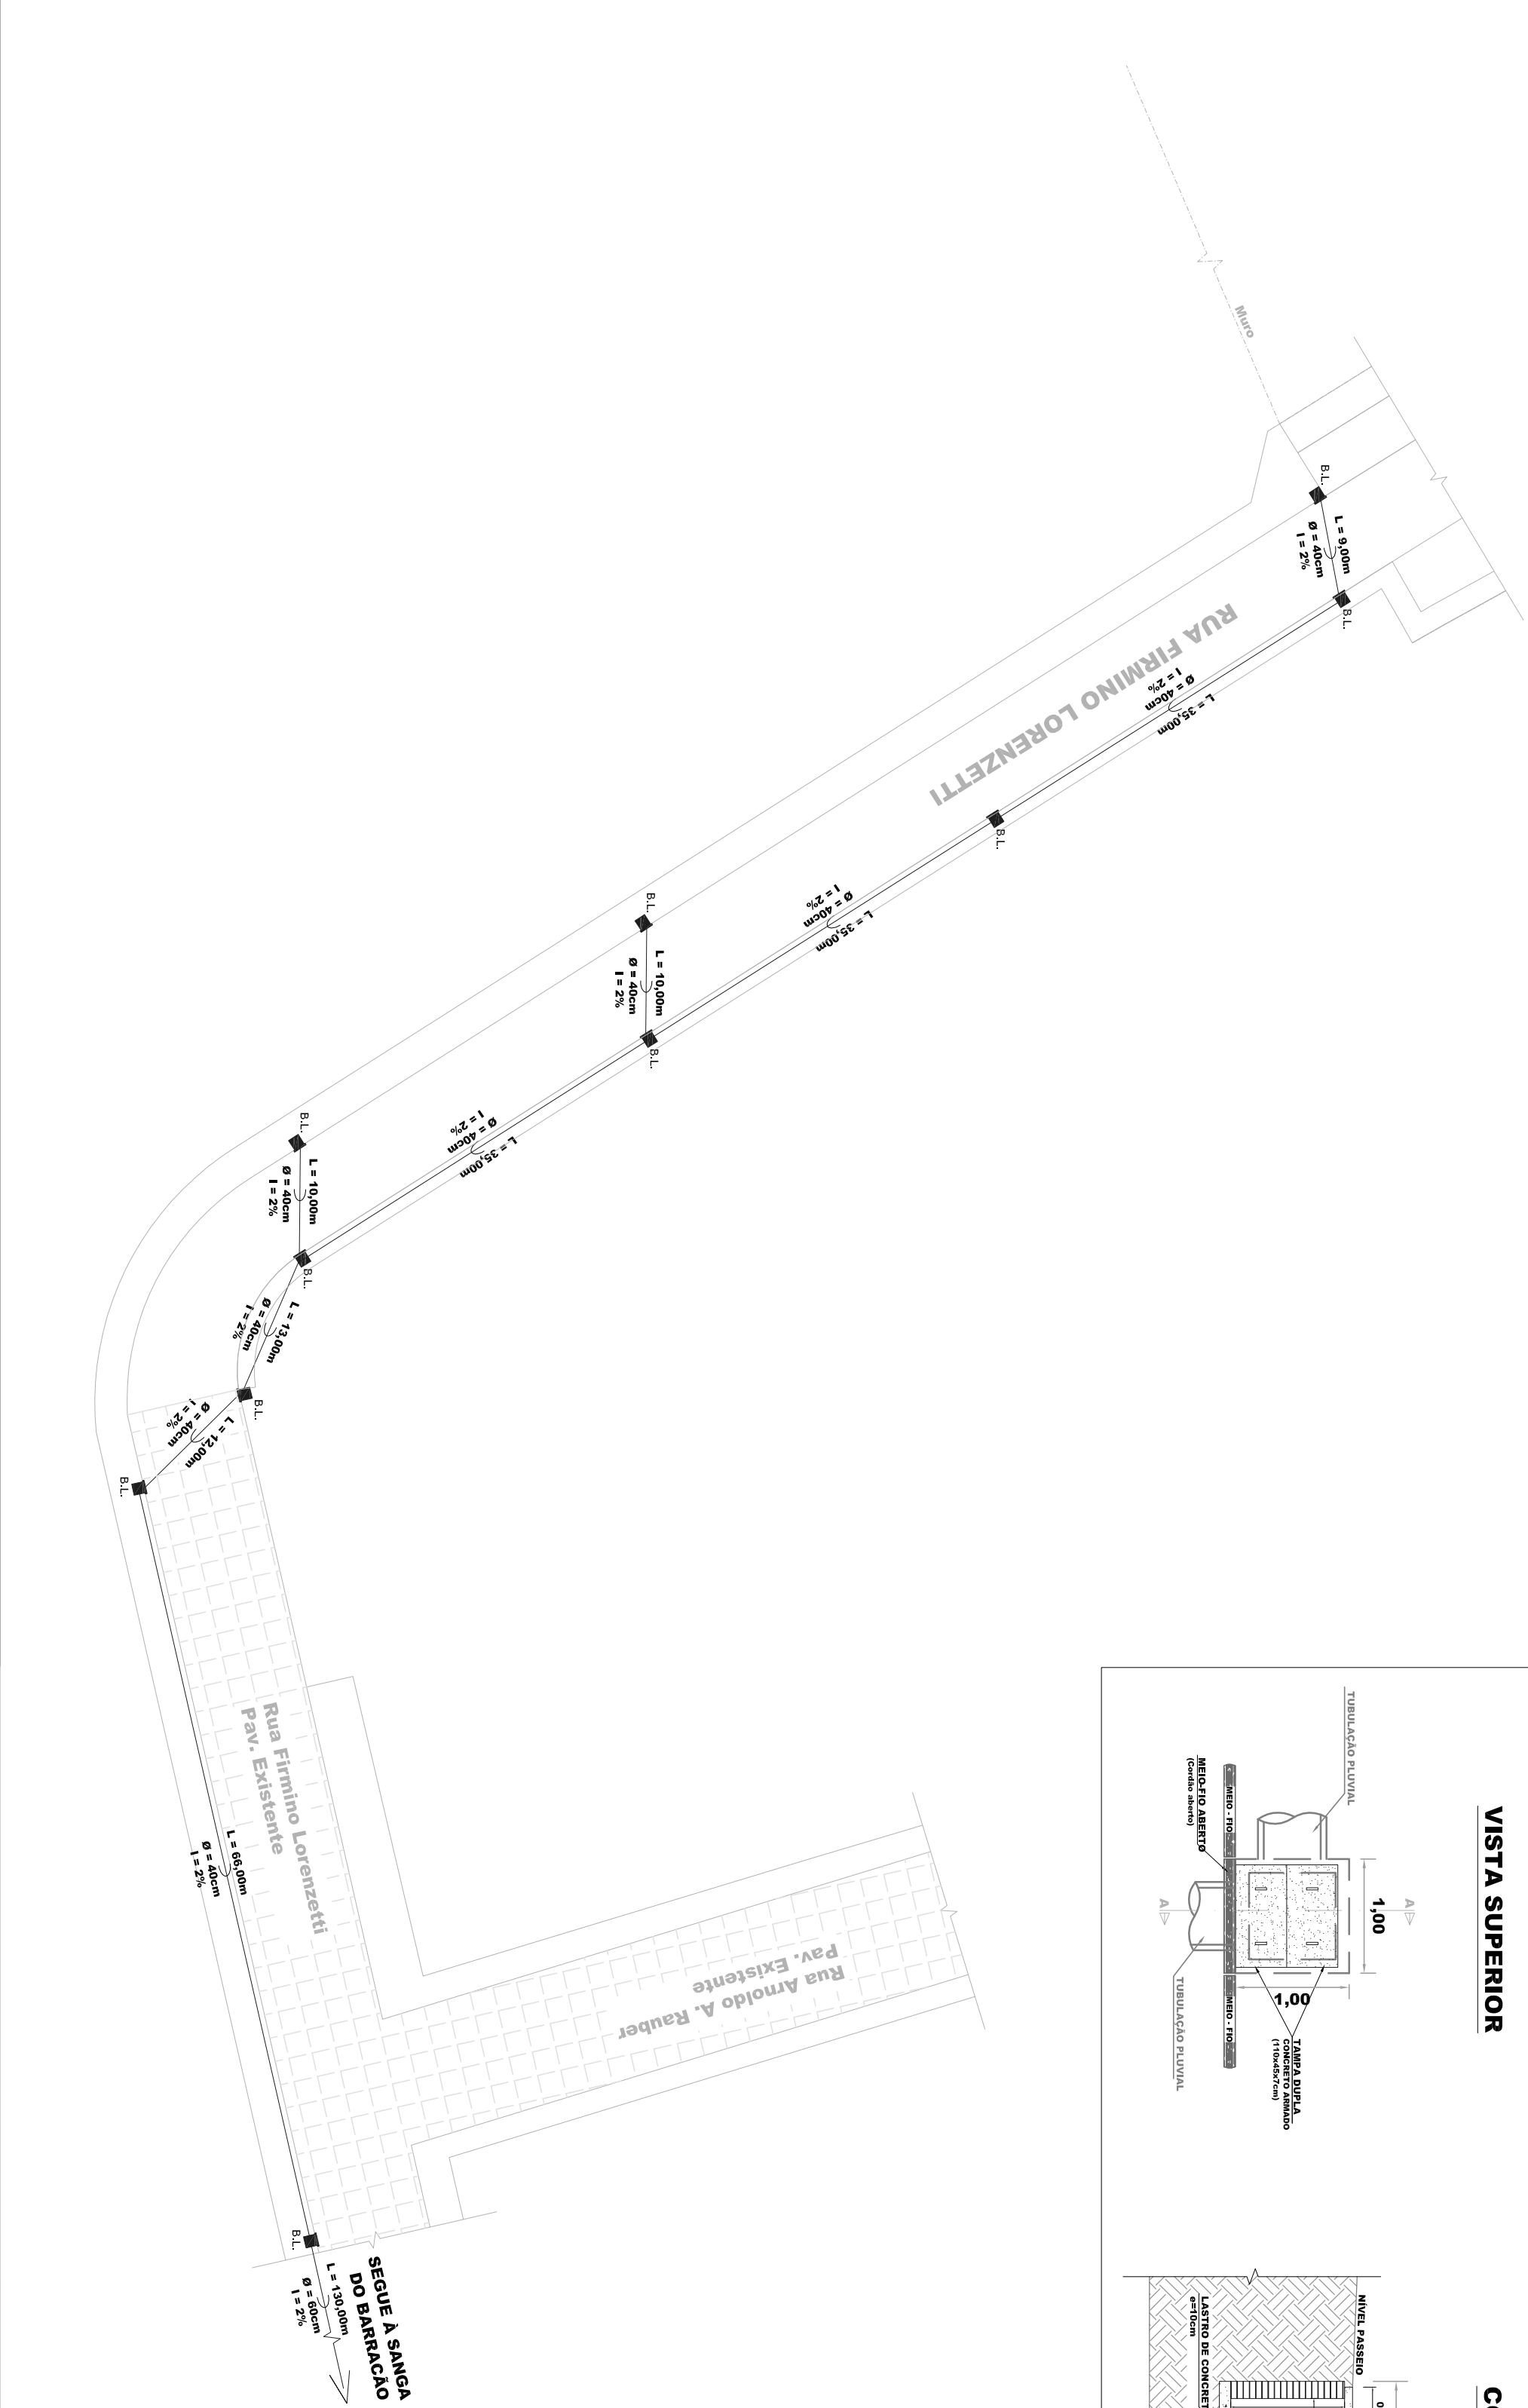 Muro
B.L.
L = 9,00m
Ø = 40cm
I = 2%
B.L.
RUA FIRMINO LORENZETTI
L = 35,00m
Ø = 40cm
I = 2%
B.L.
L = 35,00m
Ø = 40cm
I = 2%
B.L.
L = 10,00m
Ø = 40cm
I = 2%
B.L.
L = 35,00m
Ø = 40cm
I = 2%
B.L.
L = 10,00m
Ø = 40cm
I = 2%
B.L.
L = 13,00m
Ø = 40cm
I = 2%
B.L.
L = 12,00m
Ø = 40cm
I = 2%
B.L.
Rua Firmino Lorenzetti
Pav. Existente
L = 66,00m
Ø = 40cm
I = 2%
Rua Arnoldo A. Rauber
Pav. Existente
B.L.
L = 130,00m
Ø = 60cm
I = 2%
SEGUE À SANGA
DO BARRACÃO
VISTA SUPERIOR
TUBULAÇÃO PLUVIAL
MEIO-FIO ABERTO
(Cordão aberto)
MEIO - FIO
A
A
1,00
1,00
MEIO - FIO
TUBULAÇÃO PLUVIAL
TAMPA DUPLA
CONCRETO ARMADO
(110x45x7cm)
NÍVEL PASSEIO
LASTRO DE CONCRET
e=10cm